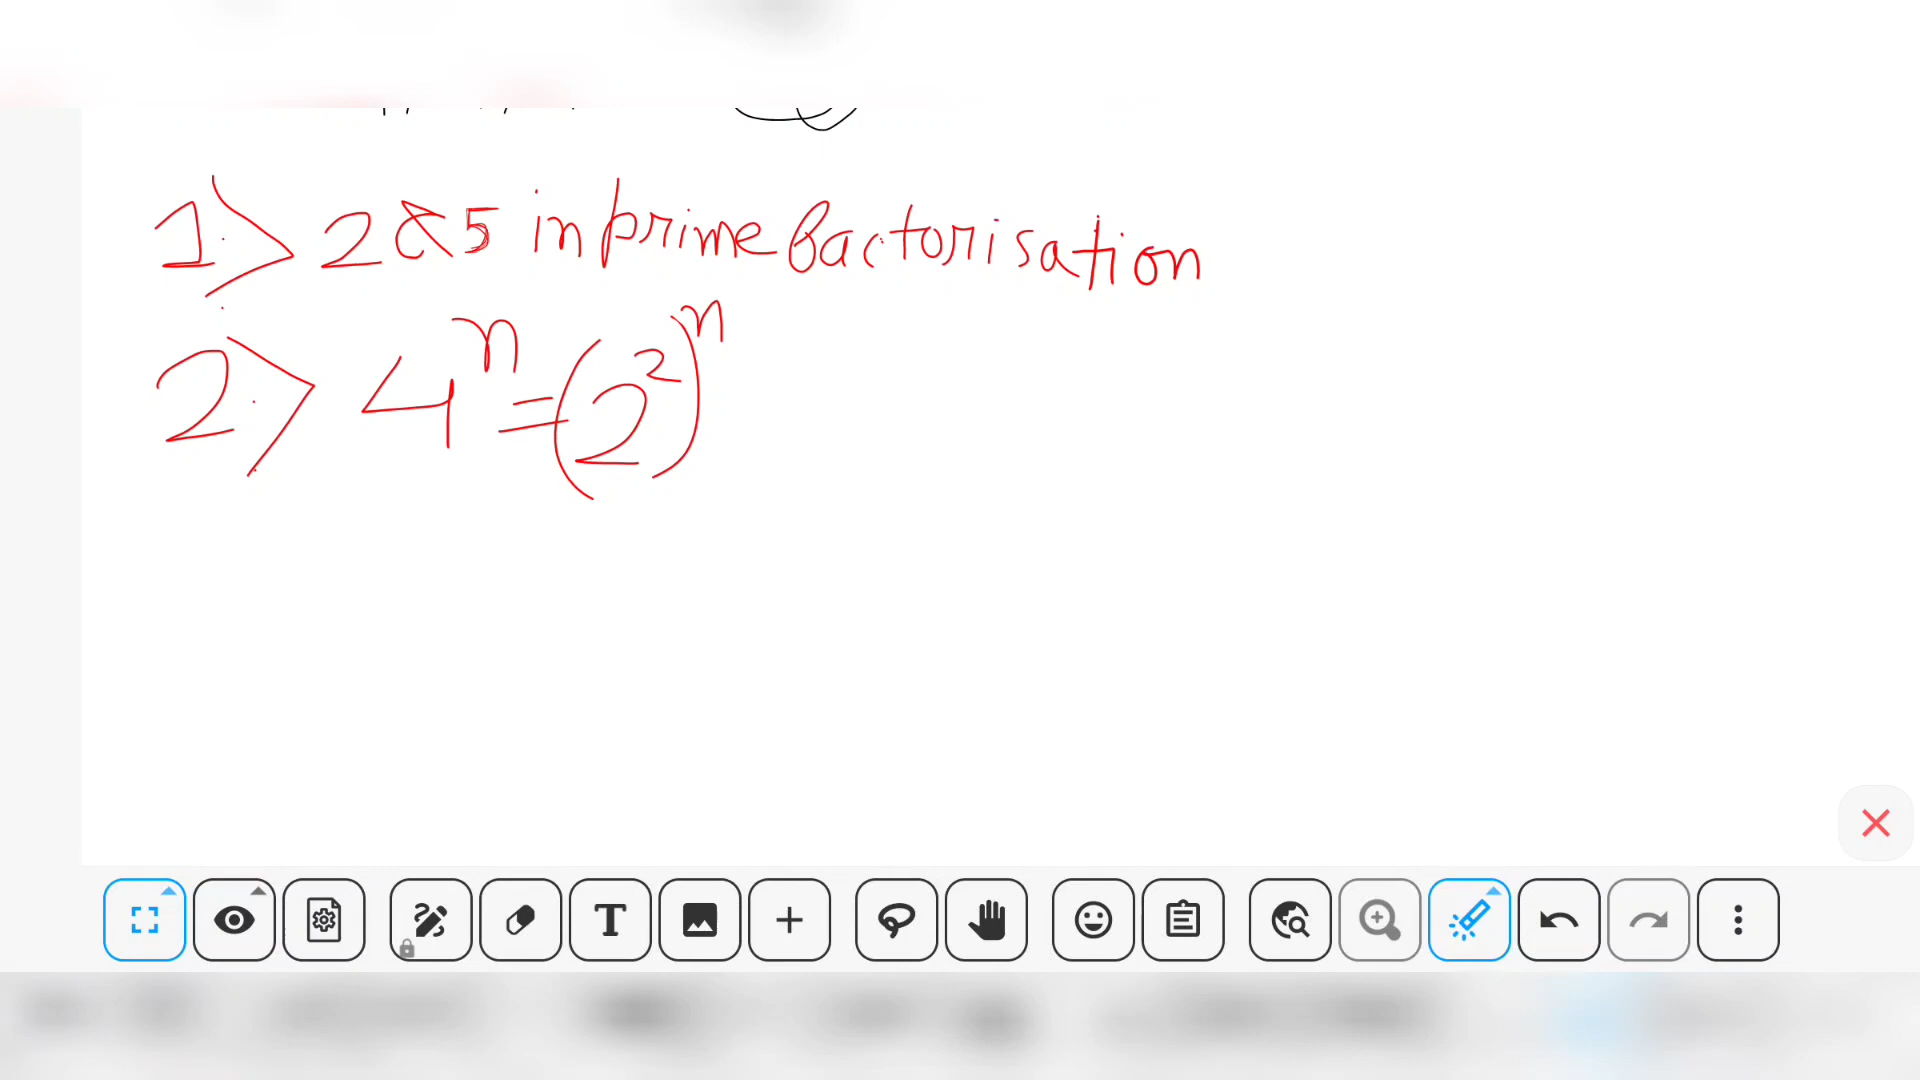 1> 2 & 5 in prime factorisation
2> 4^n = (2^2)^n